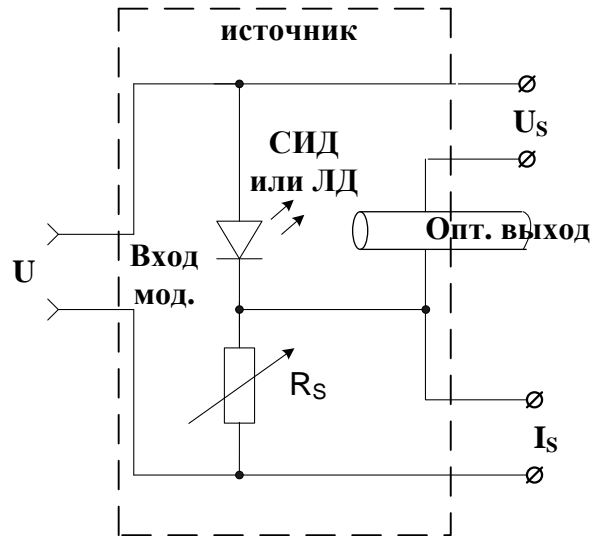 источник
U_S
СИД
или ЛД
Опт. выход
Вход
мод.
U
R_S
I_S